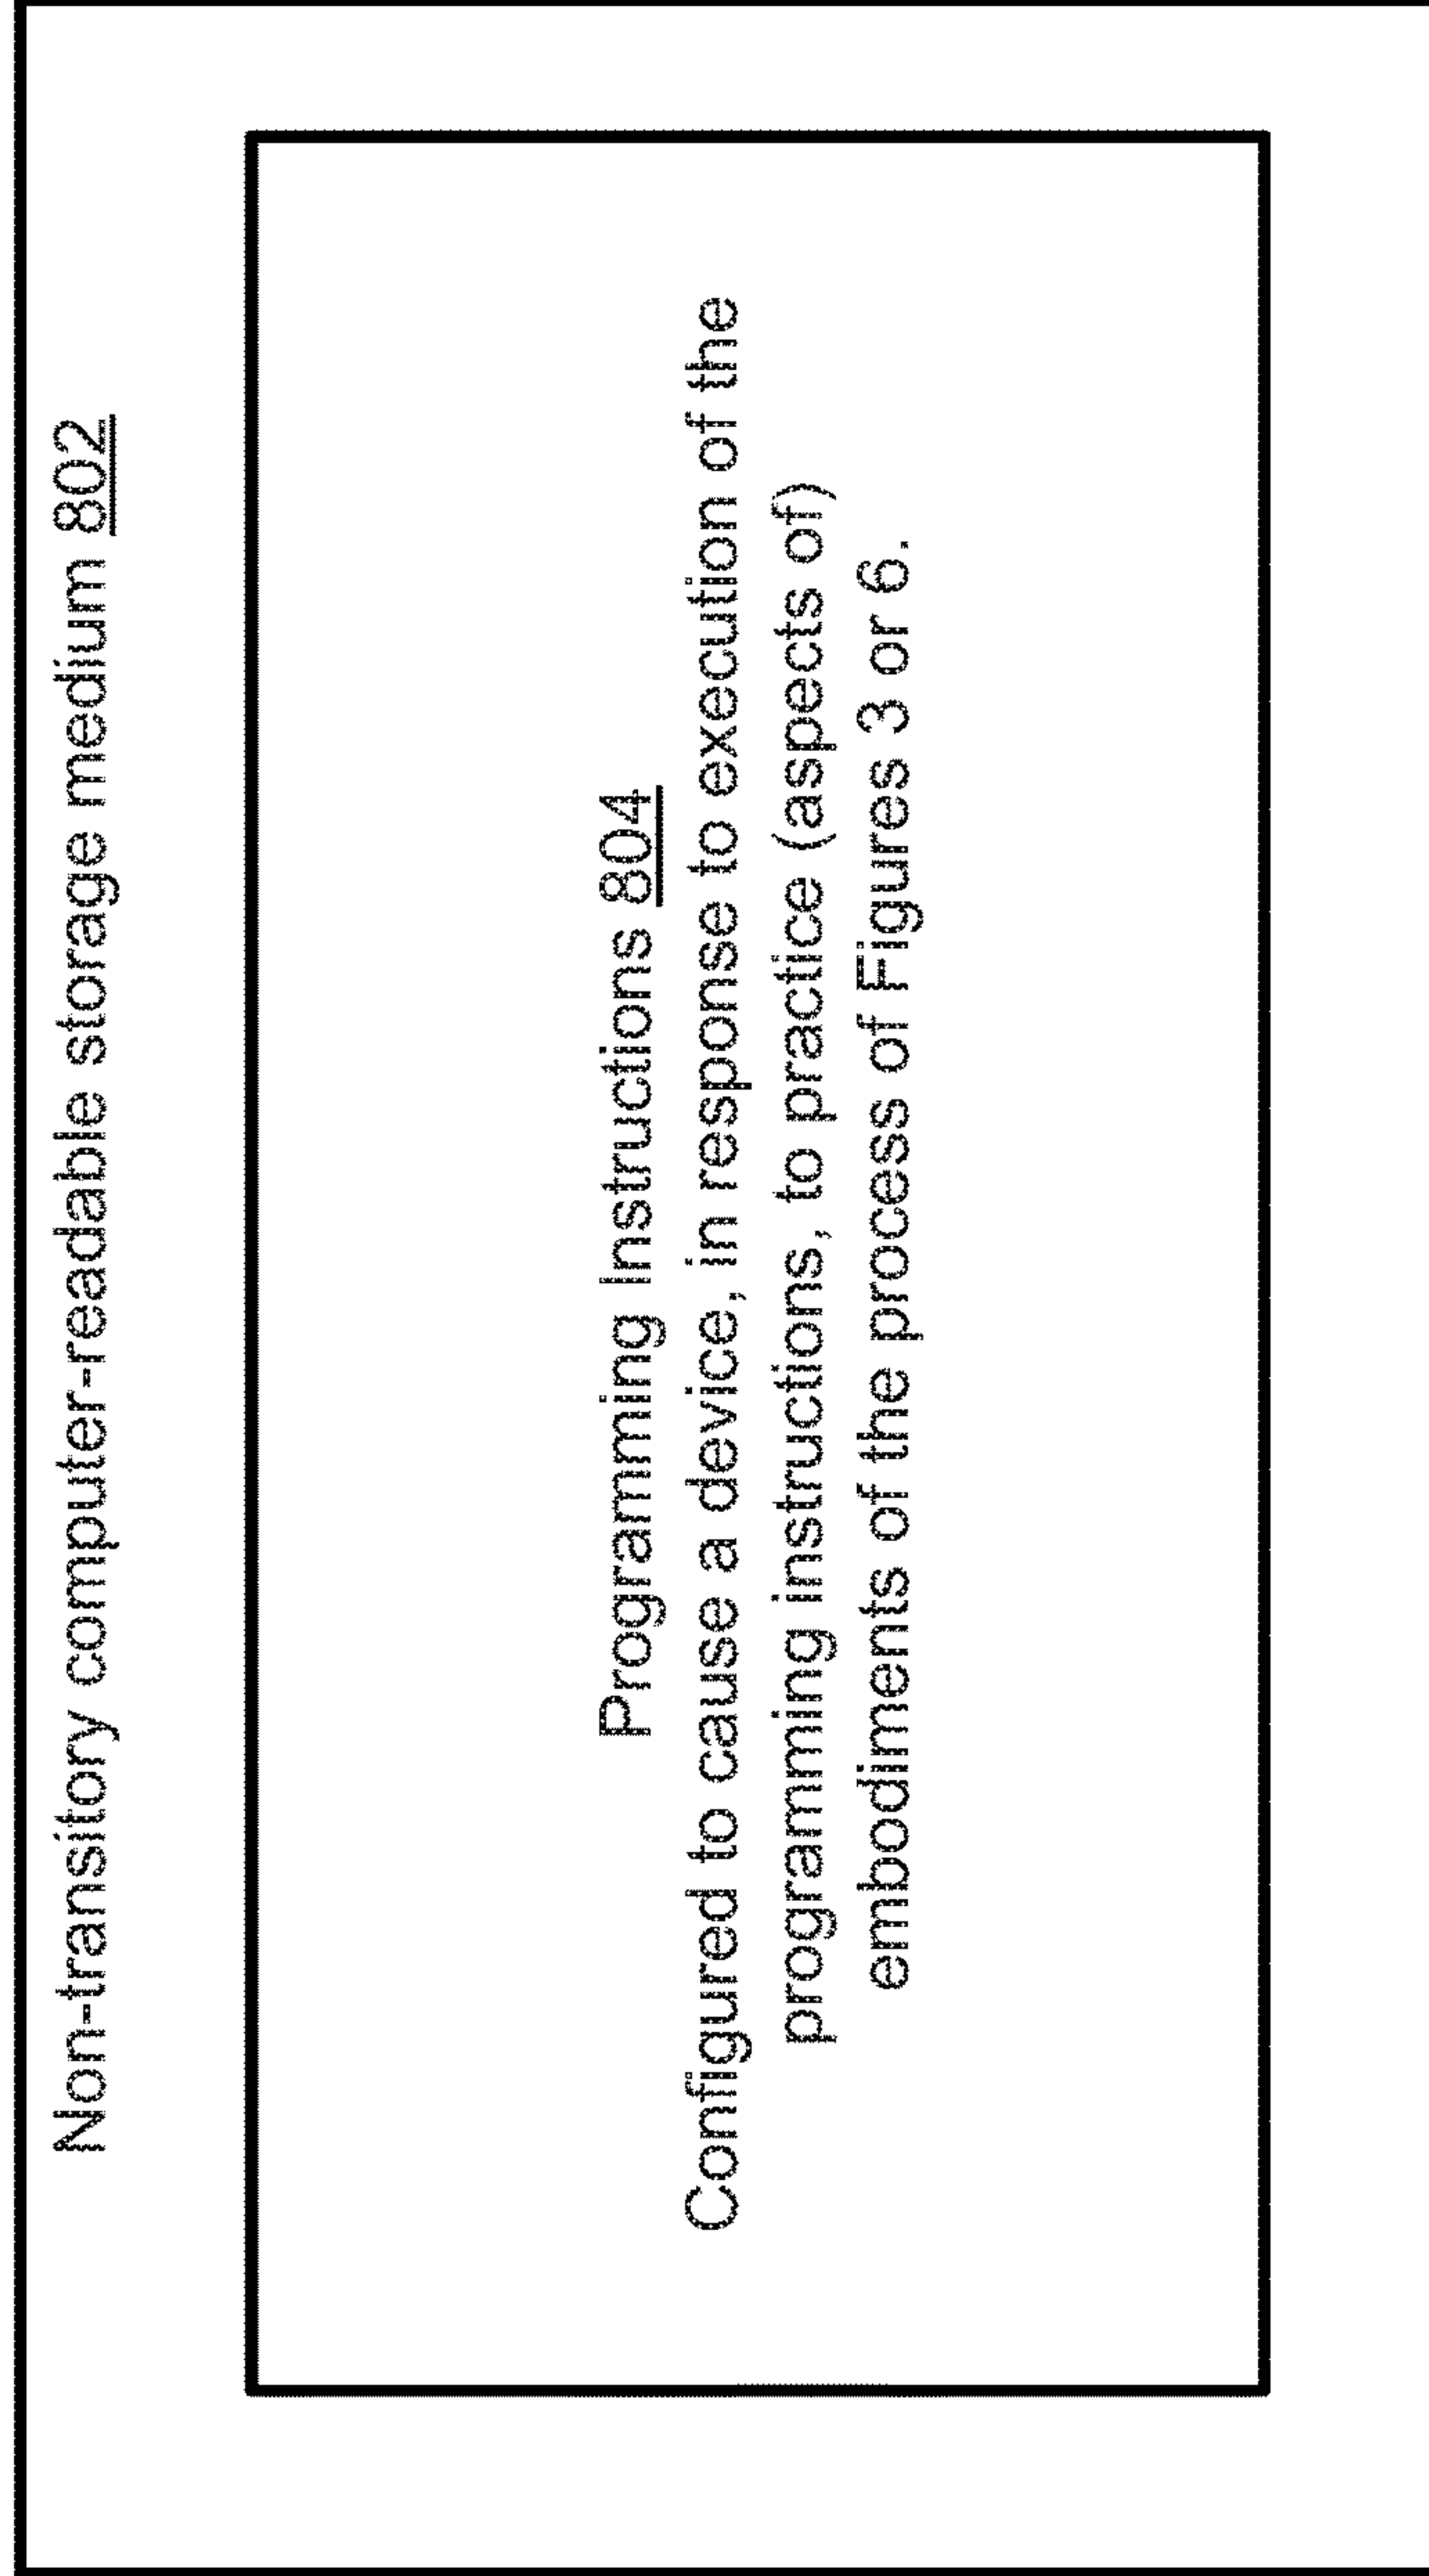 Non-transitory computer-readable storage medium 802
Programming Instructions 804
Configured to cause a device, in response to execution of the
programming instructions, to practice (aspects of)
embodiments of the process of Figures 3 or 6.